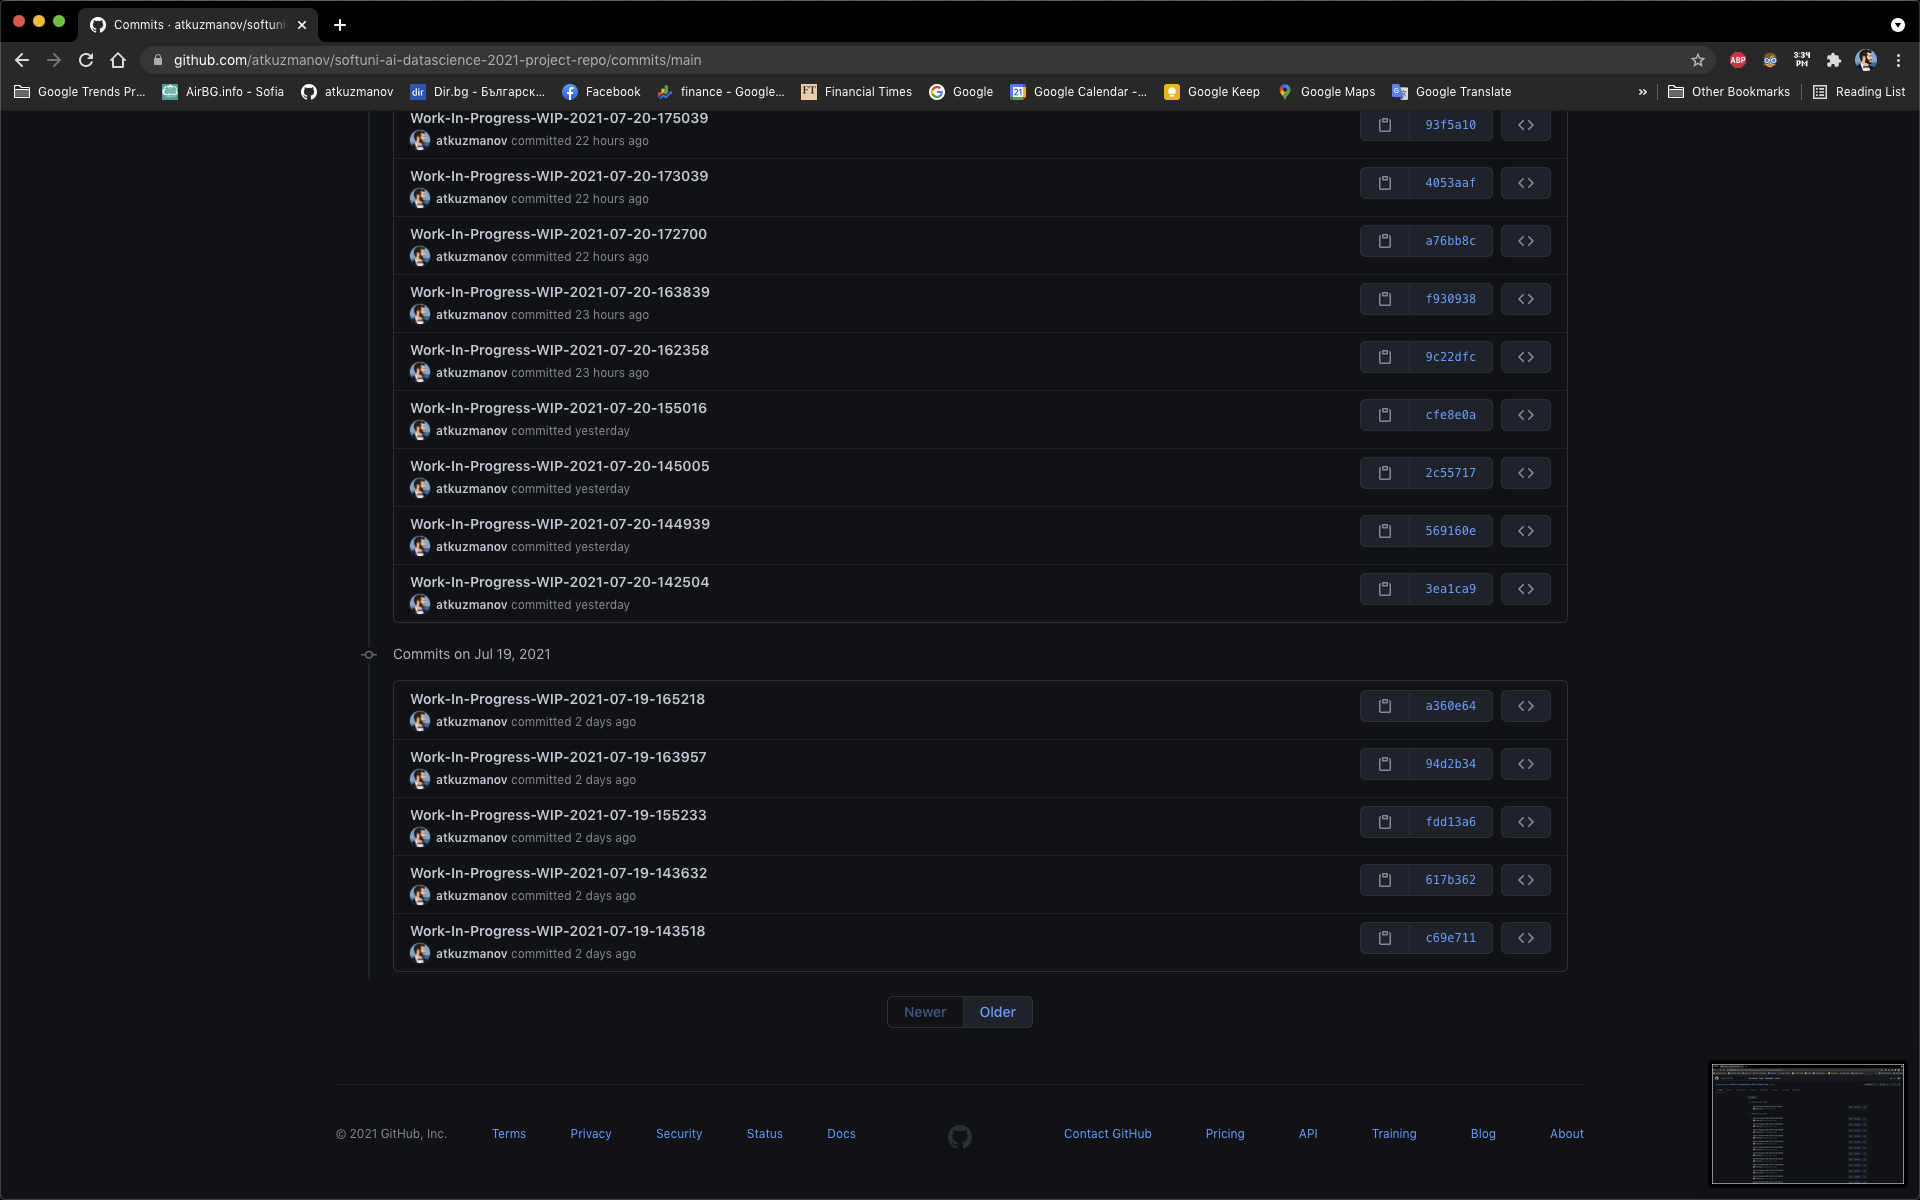 Commits · atkuzmanov/softuni-
github.com/atkuzmanov/softuni-ai-datascience-2021-project-repo/commits/main
ABP
3:34
PM
Google Trends Pr...
AirBG.info - Sofia
atkuzmanov
dir
Dir.bg - Българск...
Facebook
finance - Google...
FT
Financial Times
Google
21
Google Calendar -...
Google Keep
Google Maps
Google Translate
»
Other Bookmarks
Reading List
Work-In-Progress-WIP-2021-07-20-175039
atkuzmanov committed 22 hours ago
93f5a10
Work-In-Progress-WIP-2021-07-20-173039
atkuzmanov committed 22 hours ago
4053aaf
Work-In-Progress-WIP-2021-07-20-172700
atkuzmanov committed 22 hours ago
a76bb8c
Work-In-Progress-WIP-2021-07-20-163839
atkuzmanov committed 23 hours ago
f930938
Work-In-Progress-WIP-2021-07-20-162358
atkuzmanov committed 23 hours ago
9c22dfc
Work-In-Progress-WIP-2021-07-20-155016
atkuzmanov committed yesterday
cfe8e0a
Work-In-Progress-WIP-2021-07-20-145005
atkuzmanov committed yesterday
2c55717
Work-In-Progress-WIP-2021-07-20-144939
atkuzmanov committed yesterday
569160e
Work-In-Progress-WIP-2021-07-20-142504
atkuzmanov committed yesterday
3ea1ca9
Commits on Jul 19, 2021
Work-In-Progress-WIP-2021-07-19-165218
atkuzmanov committed 2 days ago
a360e64
Work-In-Progress-WIP-2021-07-19-163957
atkuzmanov committed 2 days ago
94d2b34
Work-In-Progress-WIP-2021-07-19-155233
atkuzmanov committed 2 days ago
fdd13a6
Work-In-Progress-WIP-2021-07-19-143632
atkuzmanov committed 2 days ago
617b362
Work-In-Progress-WIP-2021-07-19-143518
atkuzmanov committed 2 days ago
c69e711
Newer
Older
© 2021 GitHub, Inc.
Terms
Privacy
Security
Status
Docs
Contact GitHub
Pricing
API
Training
Blog
About